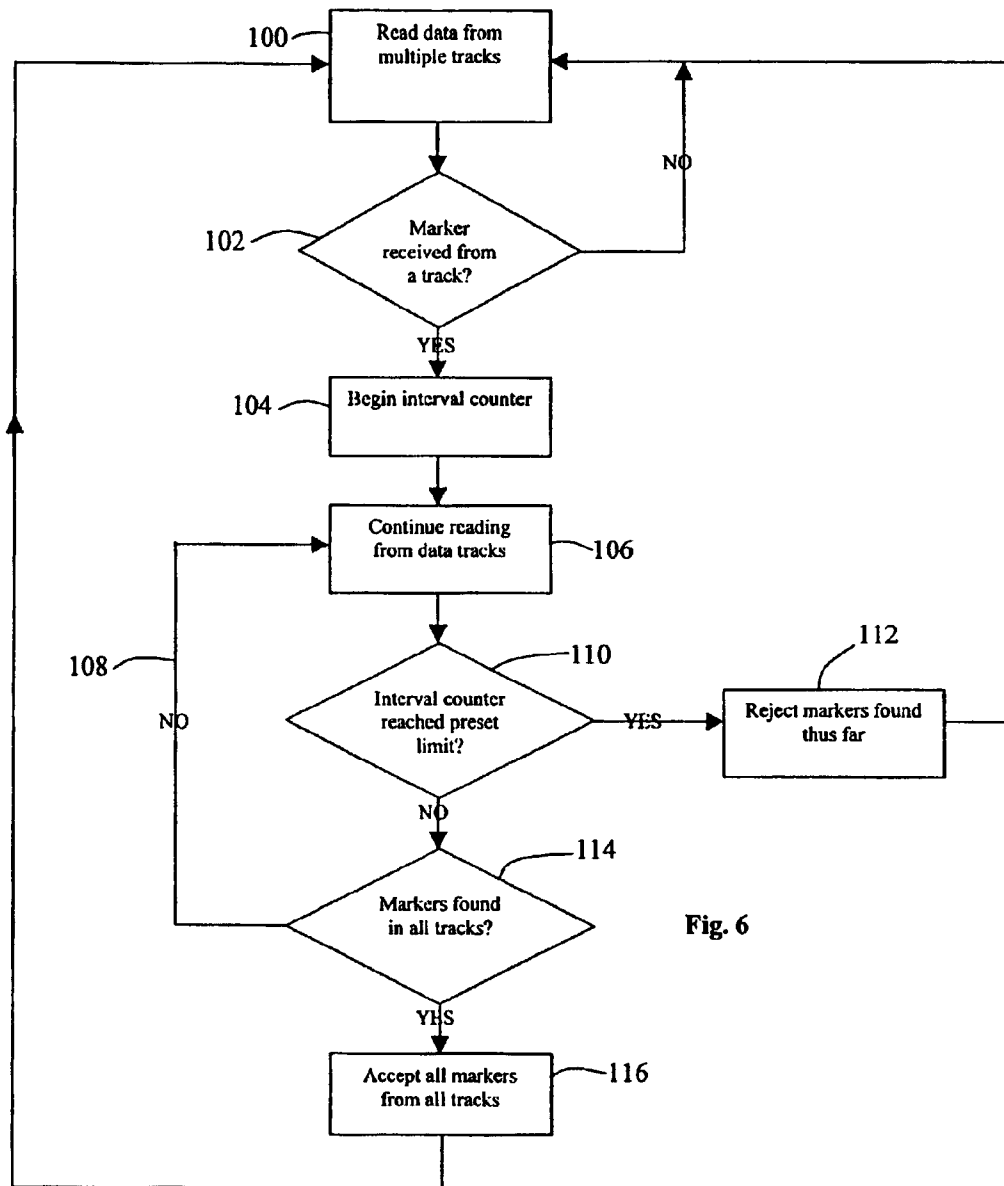 100
Read data from
multiple tracks
NO
102
Marker
received from
a track?
YES
104
Begin interval counter
Continue reading
from data tracks
106
108
NO
110
Interval counter
reached preset
limit?
YES
112
Reject markers found
thus far
NO
114
Markers found
in all tracks?
Fig. 6
YES
Accept all markers
from all tracks
116